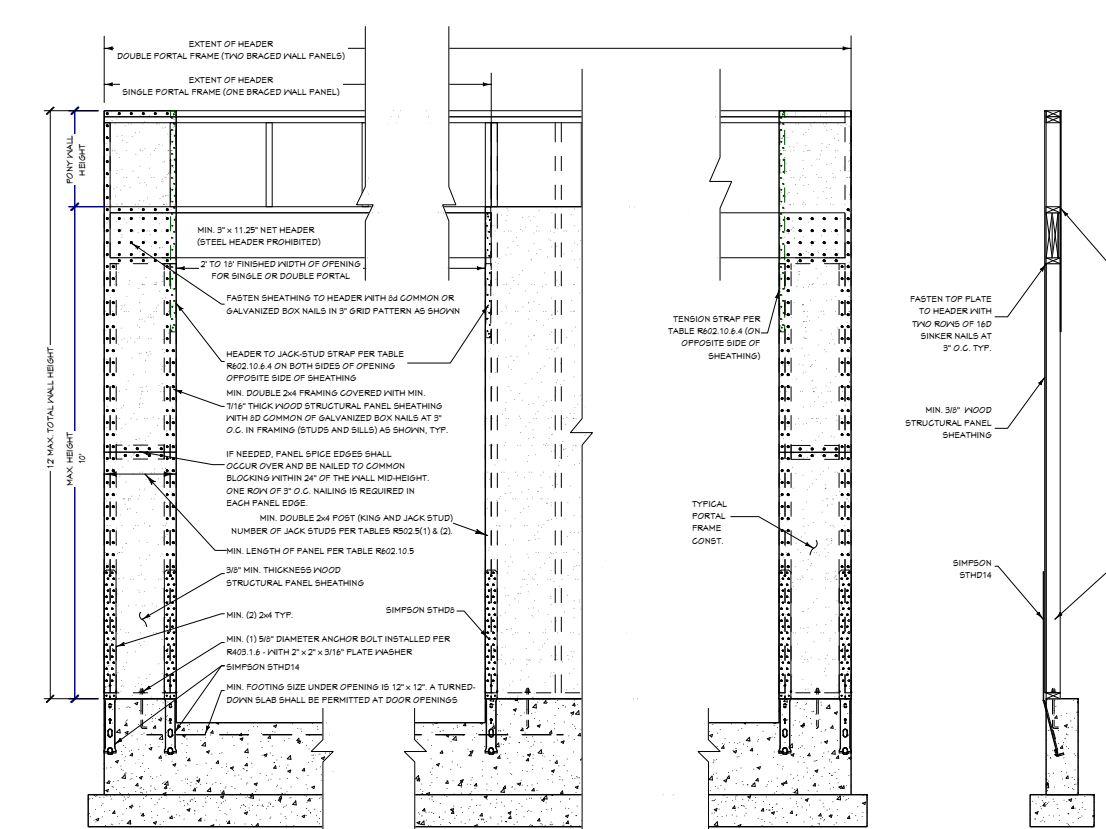 EXTENT OF HEADER
DOUBLE PORTAL FRAME (TWO BRACED WALL PANELS)
EXTENT OF HEADER
SINGLE PORTAL FRAME (ONE BRACED WALL PANEL)
PONY WALL
HEIGHT
12' MAX. TOTAL WALL HEIGHT
MAX. HEIGHT
10'
MIN. 3" x 11.25" NET HEADER
(STEEL HEADER PROHIBITED)
2' TO 18' FINISHED WIDTH OF OPENING
FOR SINGLE OR DOUBLE PORTAL
FASTEN SHEATHING TO HEADER WITH 8d COMMON OR
GALVANIZED BOX NAILS IN 3" GRID PATTERN AS SHOWN
HEADER TO JACK-STUD STRAP PER TABLE
R602.10.6.4 ON BOTH SIDES OF OPENING
OPPOSITE SIDE OF SHEATHING
MIN. DOUBLE 2x4 FRAMING COVERED WITH MIN.
7/16" THICK WOOD STRUCTURAL PANEL SHEATHING
WITH 8D COMMON OF GALVANIZED BOX NAILS AT 3"
O.C. IN FRAMING (STUDS AND SILLS) AS SHOWN, TYP.
IF NEEDED, PANEL SPICE EDGES SHALL
OCCUR OVER AND BE NAILED TO COMMON
BLOCKING WITHIN 24" OF THE WALL MID-HEIGHT.
ONE ROW OF 3" O.C. NAILING IS REQUIRED IN
EACH PANEL EDGE.
MIN. DOUBLE 2x4 POST (KING AND JACK STUD)
NUMBER OF JACK STUDS PER TABLES R502.5(1) & (2).
MIN. LENGTH OF PANEL PER TABLE R602.10.5
3/8" MIN. THICKNESS WOOD
STRUCTURAL PANEL SHEATHING
MIN. (2) 2x4 TYP.
SIMPSON STHD8
MIN. (1) 5/8" DIAMETER ANCHOR BOLT INSTALLED PER
R403.1.6 - WITH 2" x 2" x 3/16" PLATE WASHER
SIMPSON STHD14
MIN. FOOTING SIZE UNDER OPENING IS 12" x 12". A TURNED-
DOWN SLAB SHALL BE PERMITTED AT DOOR OPENINGS
TENSION STRAP PER
TABLE R602.10.6.4 (ON
OPPOSITE SIDE OF
SHEATHING)
TYPICAL
PORTAL
FRAME
CONST.
FASTEN TOP PLATE
TO HEADER WITH
TWO ROWS OF 16D
SINKER NAILS AT
3" O.C. TYP.
MIN. 3/8" WOOD
STRUCTURAL PANEL
SHEATHING
SIMPSON
STHD14